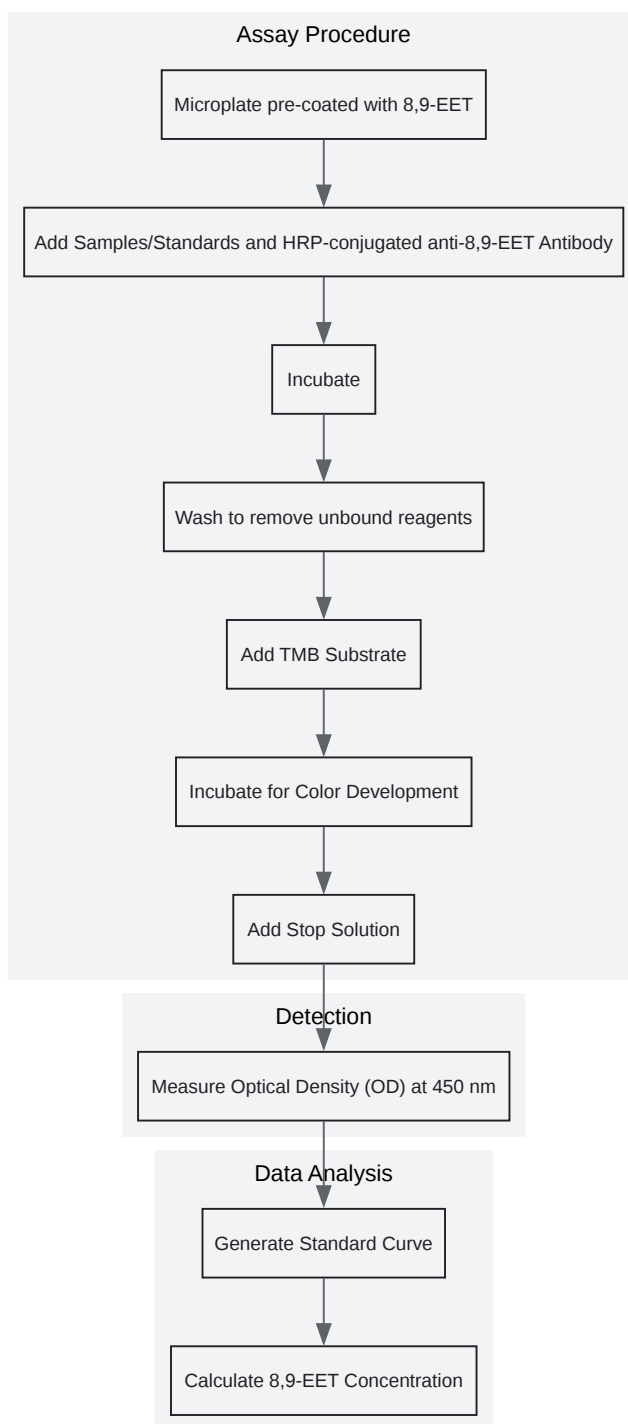 Assay Procedure
Microplate pre-coated with 8,9-EET
Add Samples/Standards and HRP-conjugated anti-8,9-EET Antibody
Incubate
Wash to remove unbound reagents
Add TMB Substrate
Incubate for Color Development
Add Stop Solution
Detection
Measure Optical Density (OD) at 450 nm
Data Analysis
Generate Standard Curve
Calculate 8,9-EET Concentration